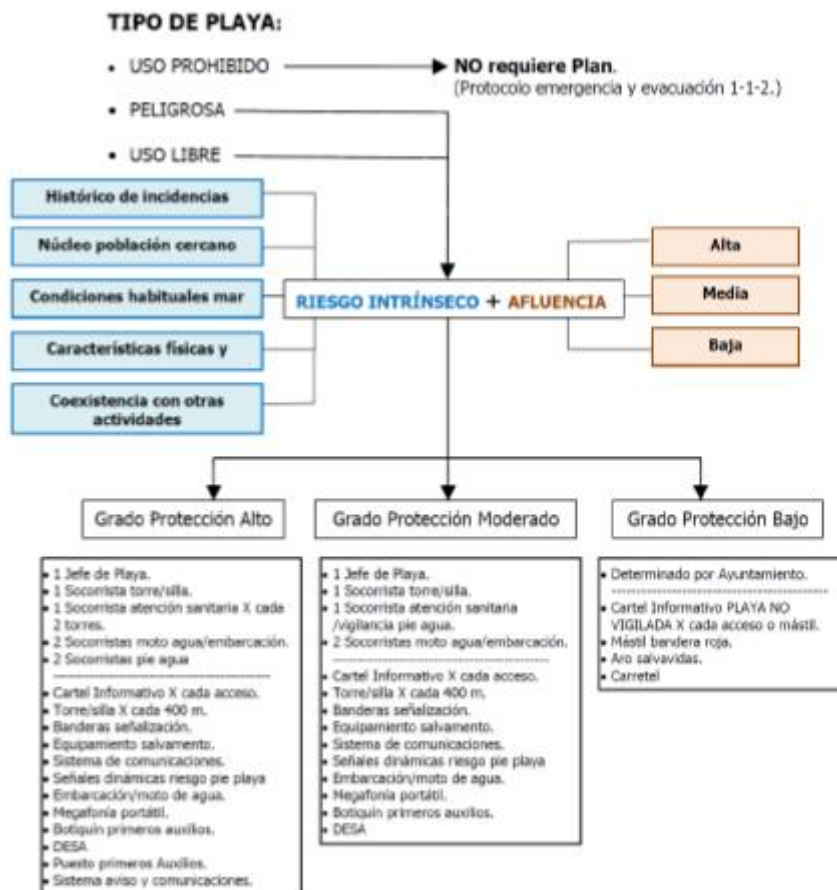 TIPO DE PLAYA:
• USO PROHIBIDO
NO requiere Plan.
(Protocolo emergencia y evacuación 1-1-2.)
• PELIGROSA
• USO LIBRE
Histórico de incidencias
Núcleo población cercano
Condiciones habituales mar
Características físicas y
Coexistencia con otras
actividades
RIESGO INTRÍNSECO + AFLUENCIA
Alta
Media
Baja
Grado Protección Alto
• 1 Jefe de Playa.
• 1 Socorrista torre/silla.
• 1 Socorrista atención sanitaria X cada
2 torres.
• 2 Socorristas moto agua/embarcación.
• 2 Socorristas pie agua
------------------------------------------
• Cartel Informativo X cada acceso.
• Torre/silla X cada 400 m.
• Banderas señalización.
• Equipamiento salvamento.
• Sistema de comunicaciones.
• Señales dinámicas riesgo pie playa
• Embarcación/moto de agua.
• Megafonía portátil.
• Botiquín primeros auxilios.
• DESA
• Puesto primeros Auxilios.
• Sistema aviso y comunicaciones.
Grado Protección Moderado
• 1 Jefe de Playa.
• 1 Socorrista torre/silla.
• 1 Socorrista atención sanitaria
/vigilancia pie agua.
• 2 Socorristas moto agua/embarcación.
------------------------------------------
• Cartel Informativo X cada acceso.
• Torre/silla X cada 400 m.
• Banderas señalización.
• Equipamiento salvamento.
• Sistema de comunicaciones.
• Señales dinámicas riesgo pie playa
• Embarcación/moto de agua.
• Megafonía portátil.
• Botiquín primeros auxilios.
• DESA
Grado Protección Bajo
• Determinado por Ayuntamiento.
------------------------------------------
• Cartel Informativo PLAYA NO
VIGILADA X cada acceso o mástil.
• Mástil bandera roja.
• Aro salvavidas.
• Carretel